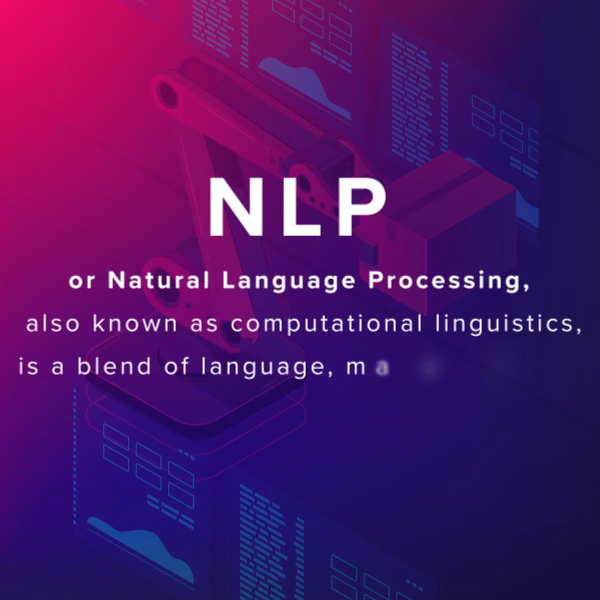 NLP
or Natural Language Processing,
also known as computational linguistics,
is a blend of language,